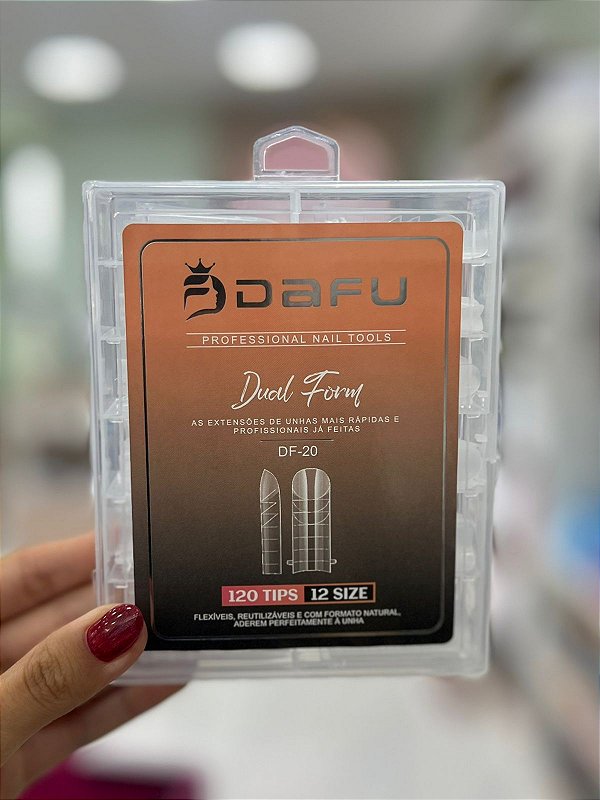 DAFU
PROFESSIONAL NAIL TOOLS
Dual Form
AS EXTENSÕES DE UNHAS MAIS RÁPIDAS E
PROFISSIONAIS JÁ FEITAS
DF-20
120 TIPS 12 SIZE
FLEXÍVEIS, REUTILIZÁVEIS E COM FORMATO NATURAL,
ADEREM PERFEITAMENTE À UNHA